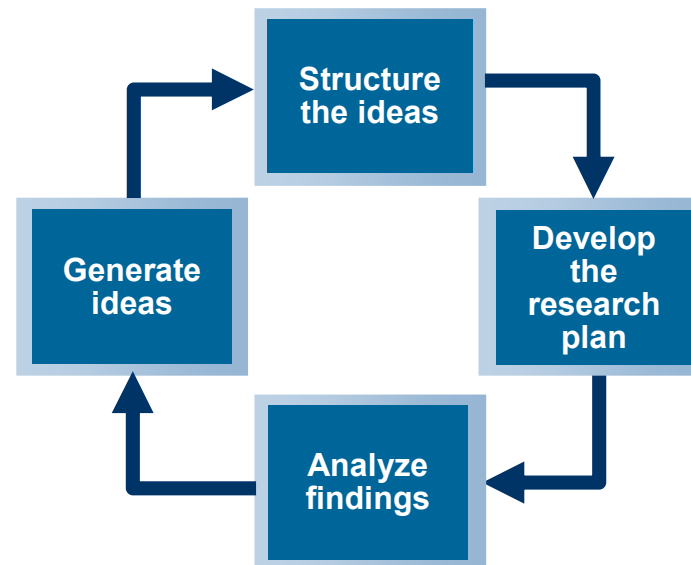 Structure
the ideas
Generate
ideas
Develop
the
research
plan
Analyze
findings